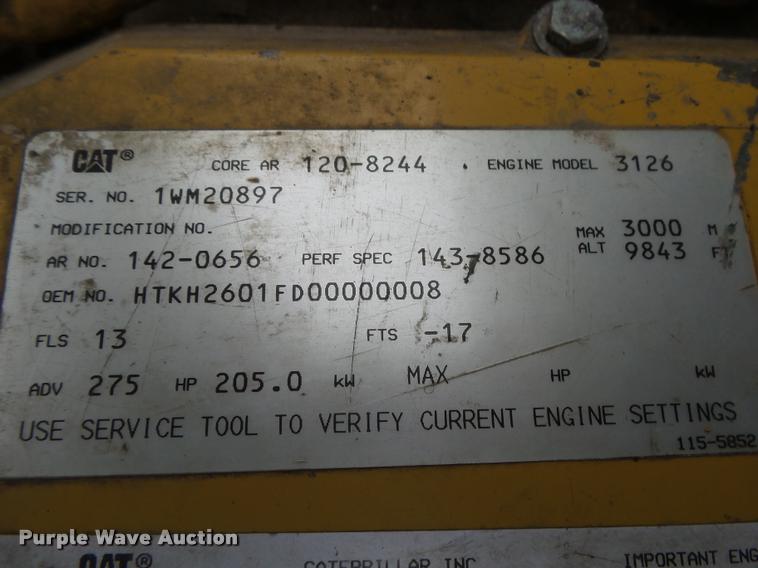 CAT® CORE AR 120-8244 ENGINE MODEL 3126
SER. NO. 1WM20897
MODIFICATION NO. MAX 3000 M
AR NO. 142-0656 PERF SPEC 143-8586 ALT 9843 FT
OEM NO. HTKH2601FD00000008
FLS 13 FTS -17
ADV 275 HP 205.0 kW MAX HP kW
USE SERVICE TOOL TO VERIFY CURRENT ENGINE SETTINGS
115-5852
Purple Wave Auction
CAT® CATERPILLAR INC IMPORTANT ENG